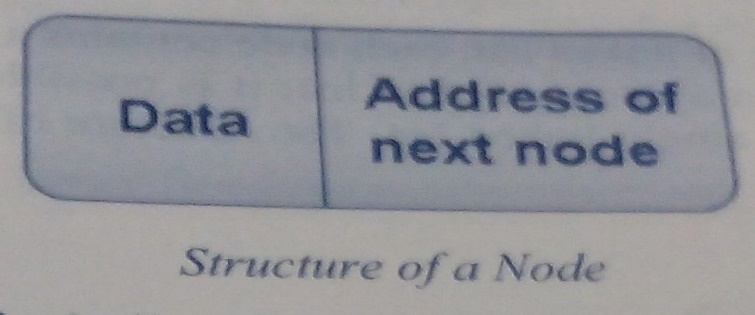 Data
Address of
next node
Structure of a Node